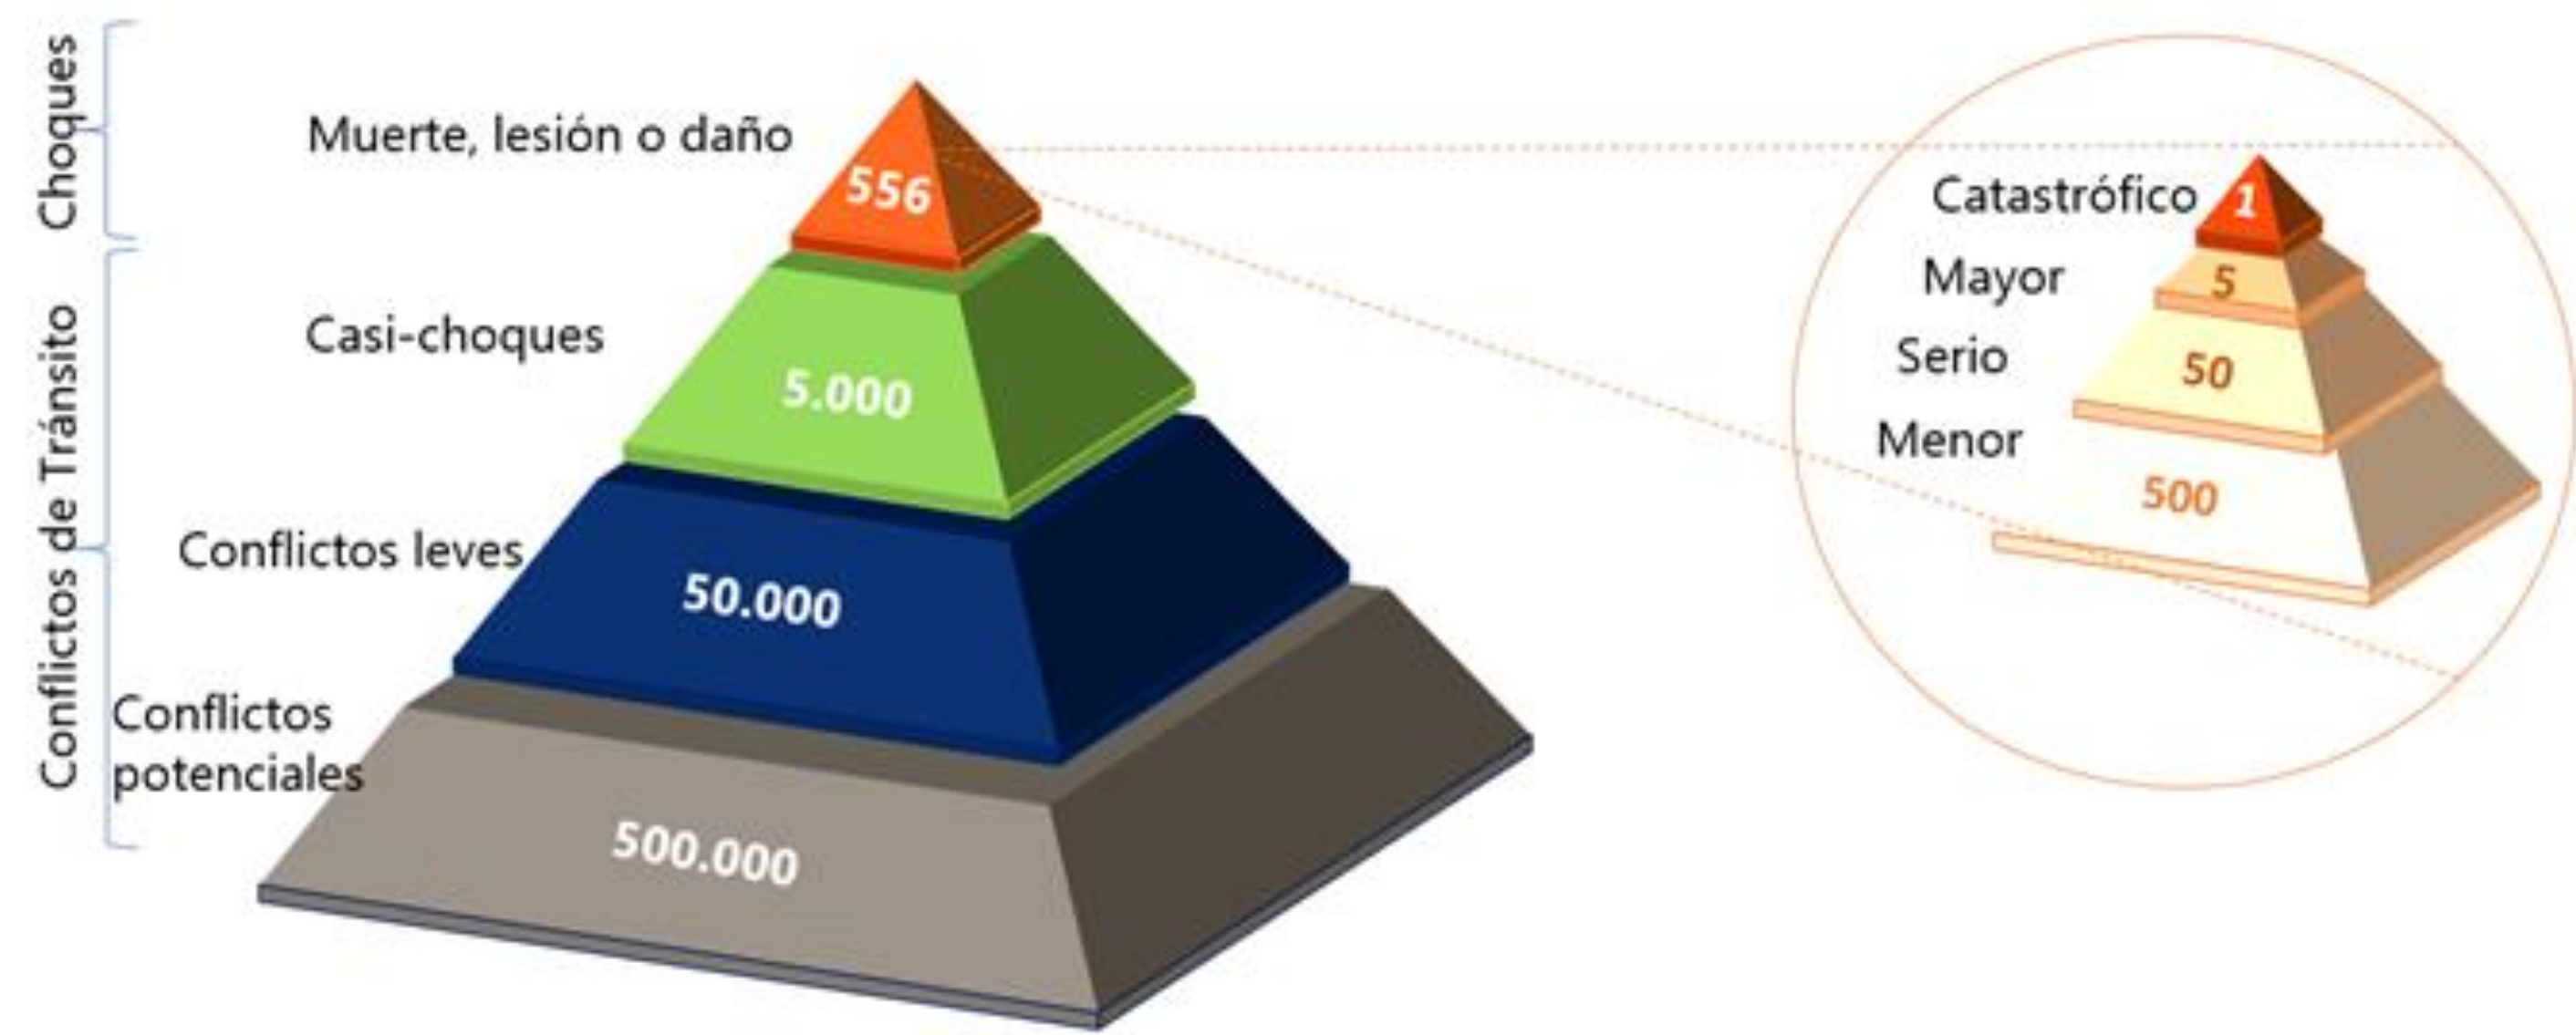 Choques
Muerte, lesión o daño
556
Conflictos de Tránsito
Casi-choques
5.000
Conflictos leves
50.000
Conflictos
potenciales
500.000
Catastrófico
1
Mayor
5
Serio
50
Menor
500